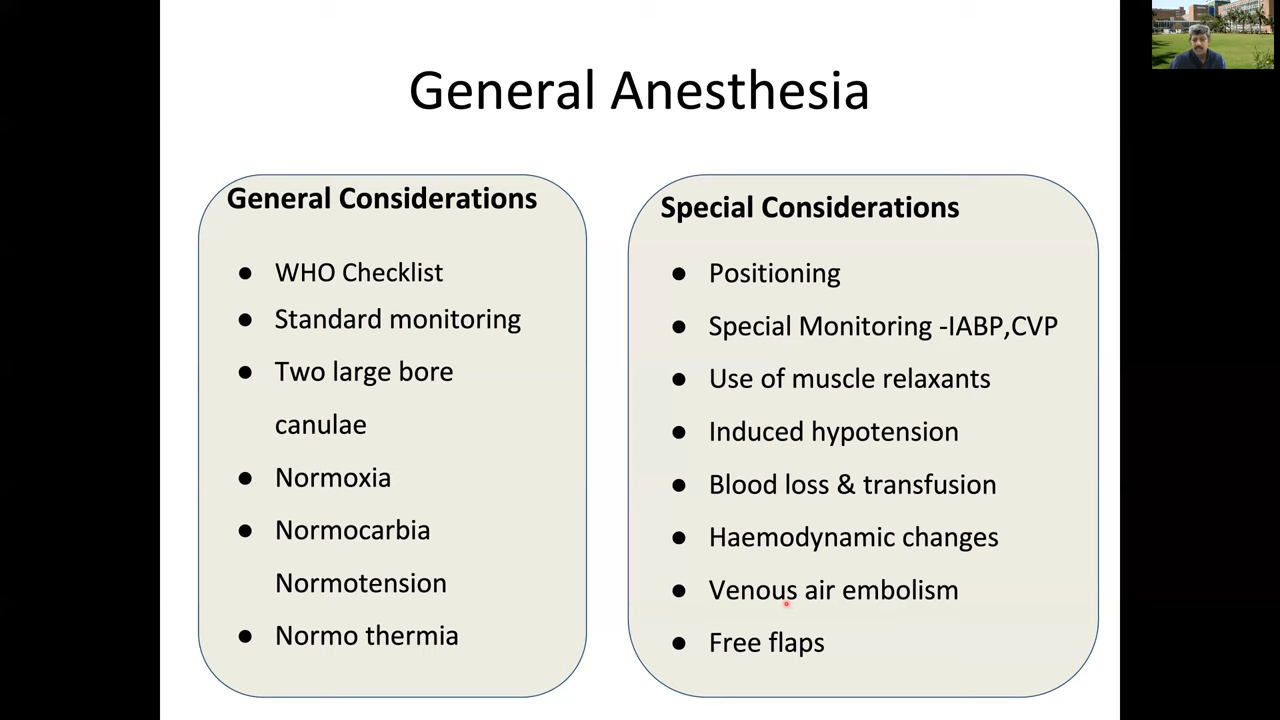 General Anesthesia
General Considerations
● WHO Checklist
● Standard monitoring
● Two large bore
canulae
● Normoxia
● Normocarbia
Normotension
● Normo thermia
Special Considerations
● Positioning
● Special Monitoring -IABP,CVP
● Use of muscle relaxants
● Induced hypotension
● Blood loss & transfusion
● Haemodynamic changes
● Venous air embolism
● Free flaps